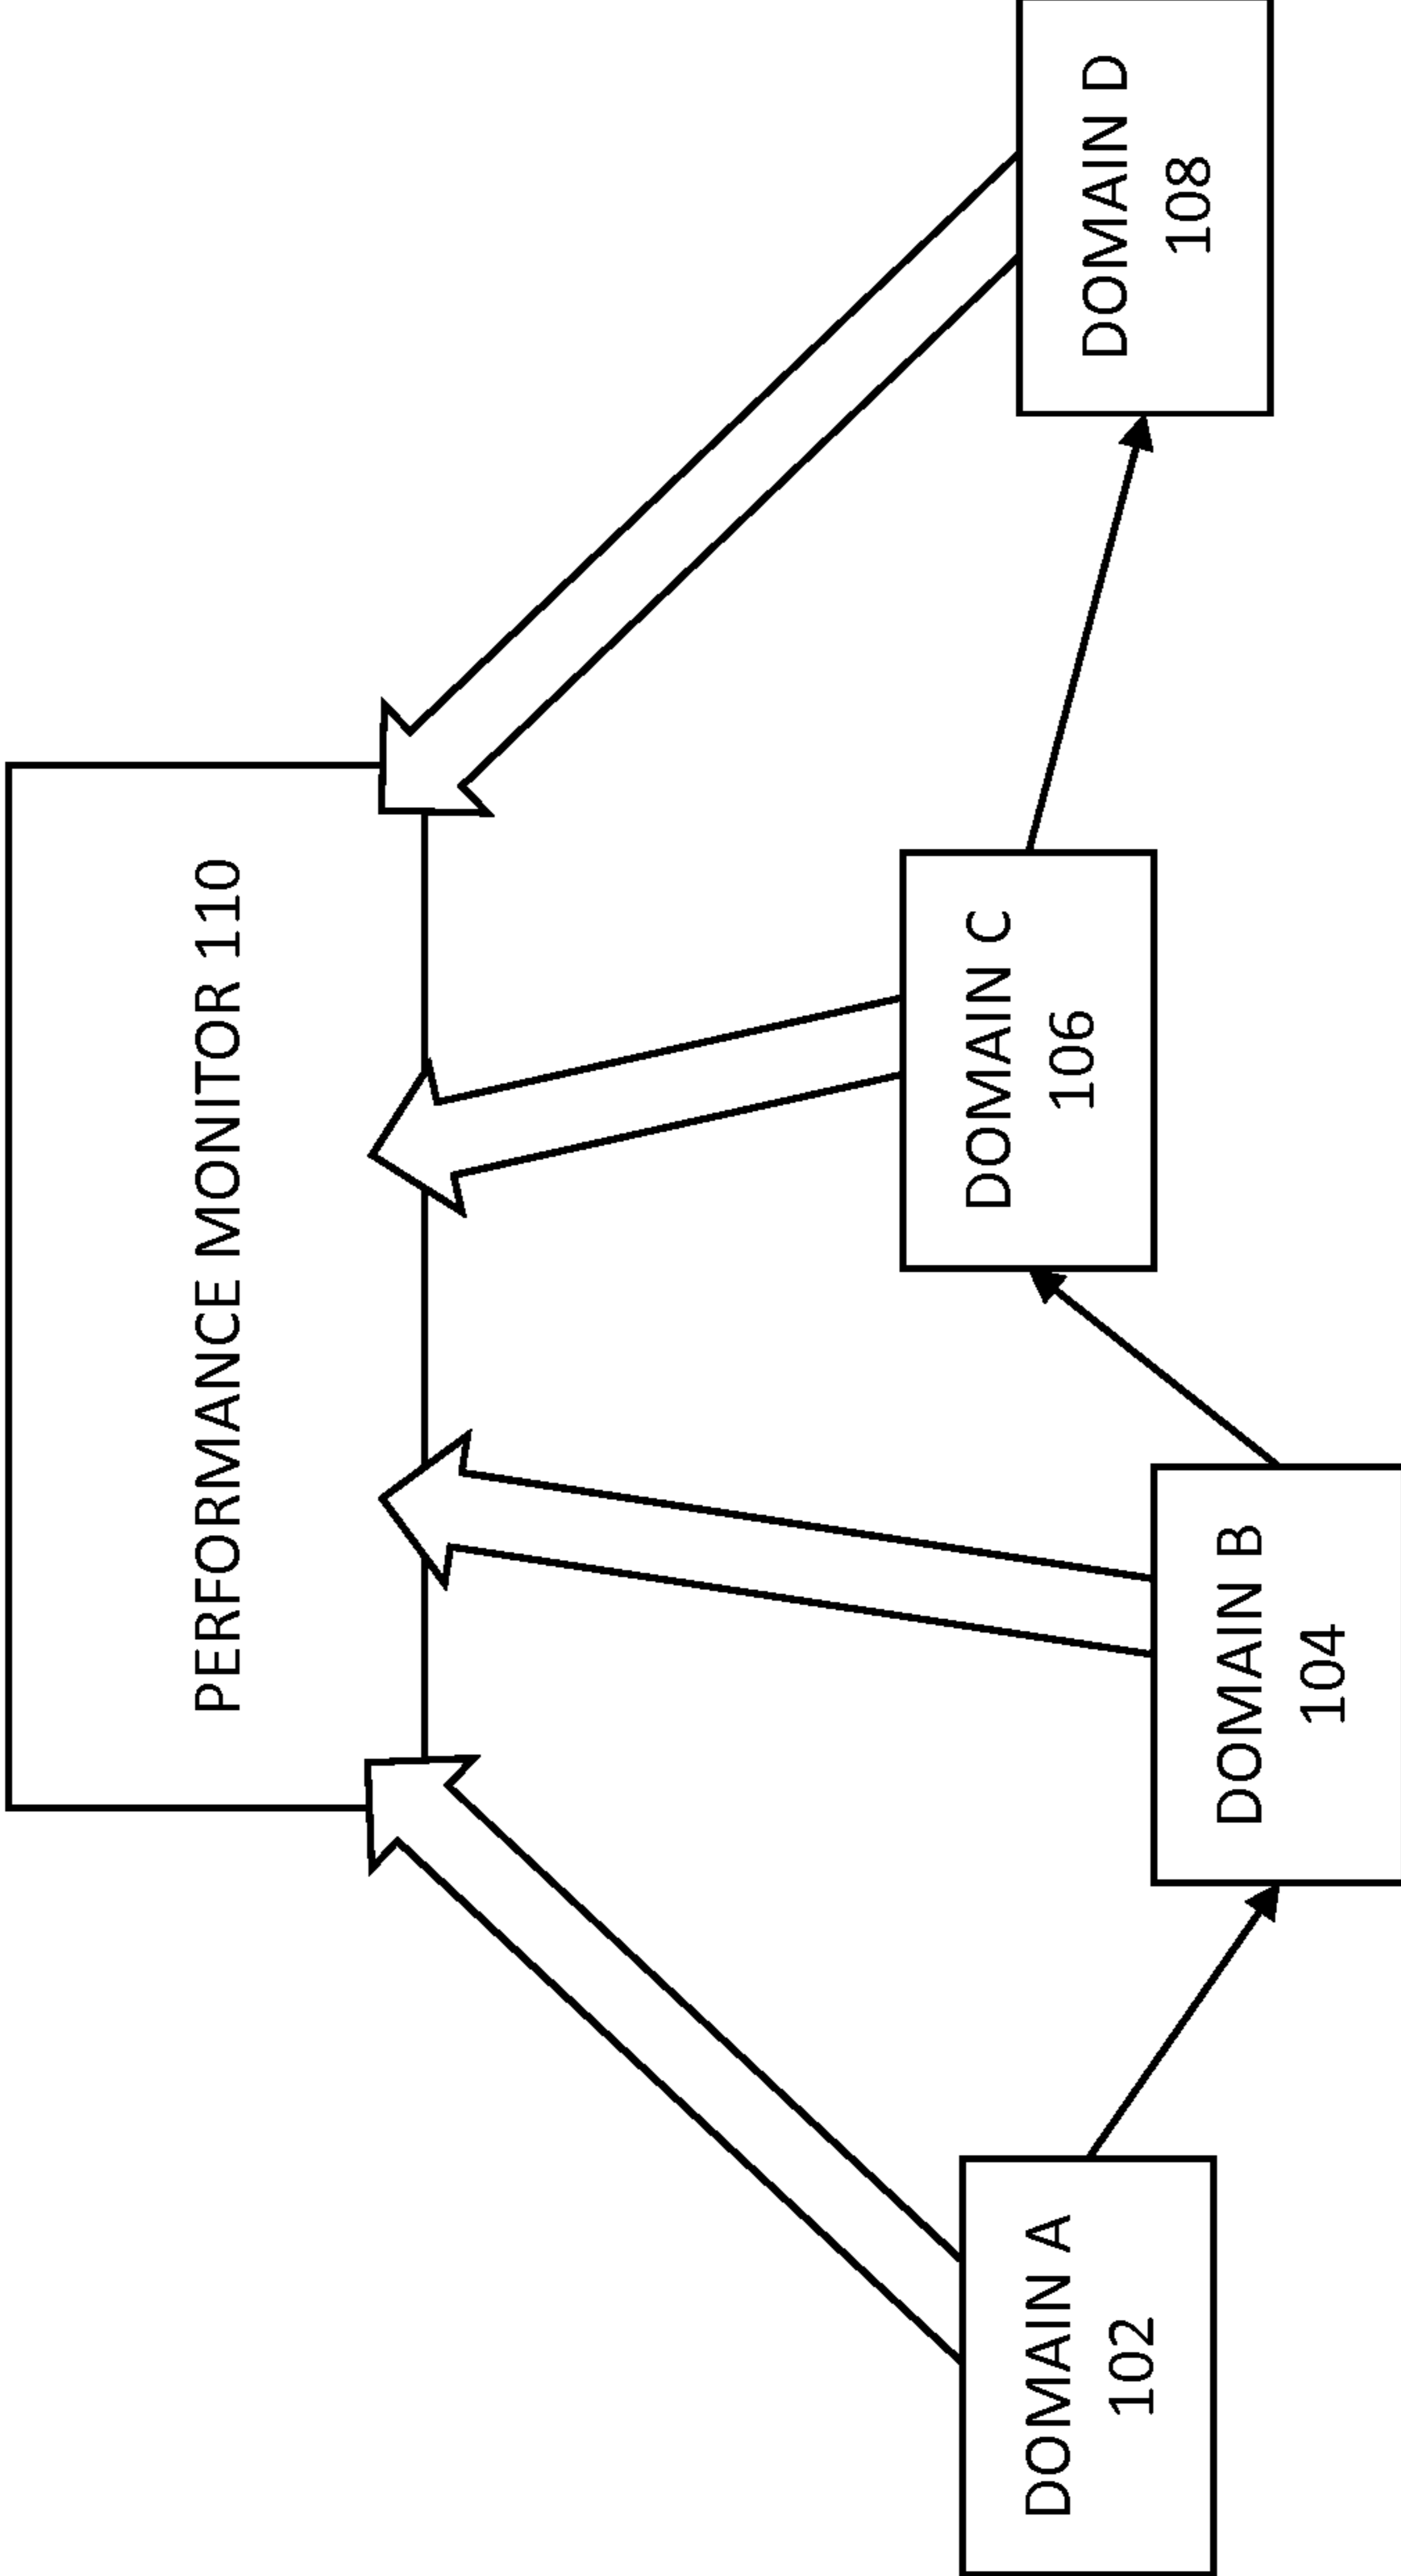 PERFORMANCE MONITOR 110
DOMAIN A
102
DOMAIN B
104
DOMAIN C
106
DOMAIN D
108